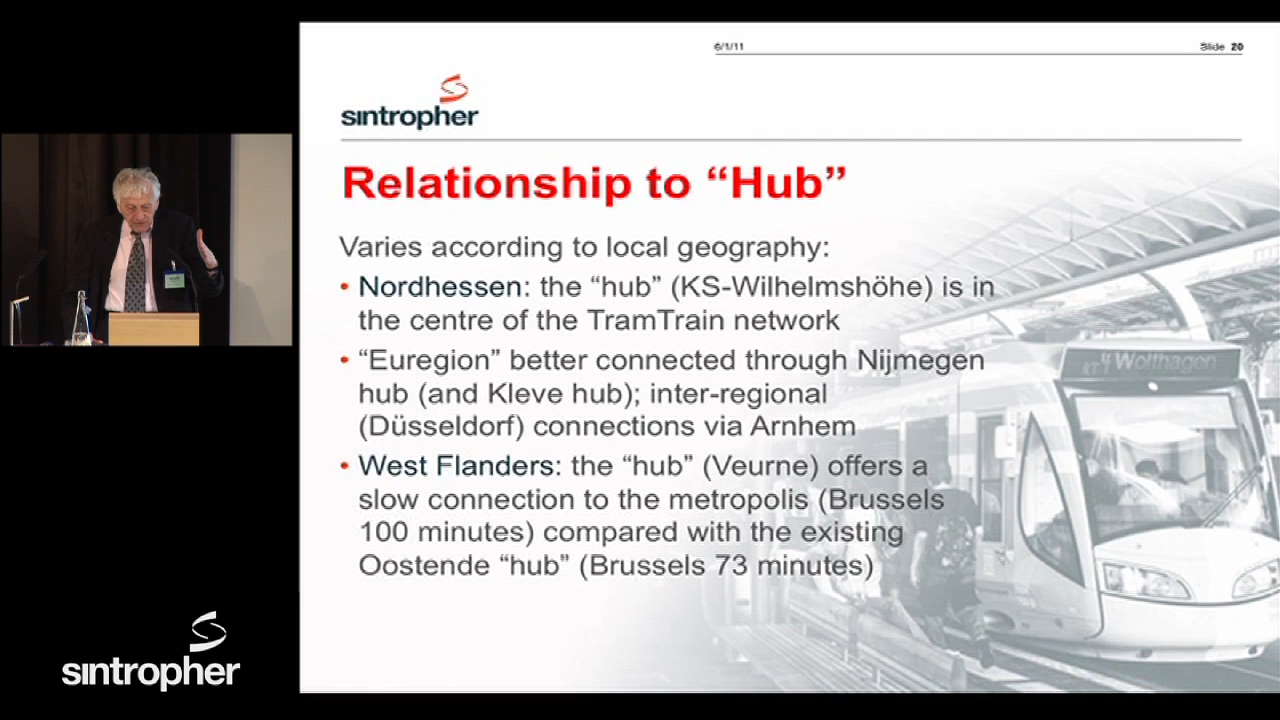 6/1/11
Slide 20
sintropher
Relationship to “Hub”
Varies according to local geography:
• Nordhessen: the “hub” (KS-Wilhelmshöhe) is in
the centre of the TramTrain network
• “Euregion” better connected through Nijmegen
hub (and Kleve hub); inter-regional
(Düsseldorf) connections via Arnhem
• West Flanders: the “hub” (Veurne) offers a
slow connection to the metropolis (Brussels
100 minutes) compared with the existing
Oostende “hub” (Brussels 73 minutes)
Wolfhagen
sintropher